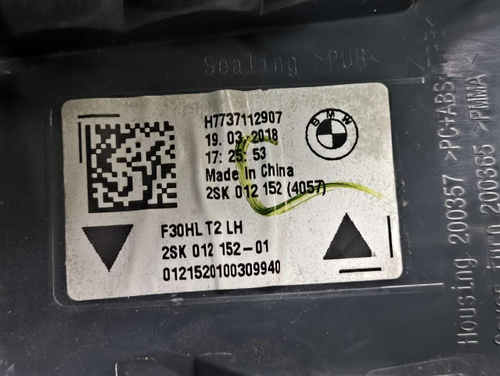 Sealing >PUR<
H7737112907
19.03.2018
17:25:53
Made in China
2SK 012 152 (4057)
BMW
F30HL T2 LH
2SK 012 152-01
0121520100309940
Housing 200357 >PC+ABS
200365 >PMMA<